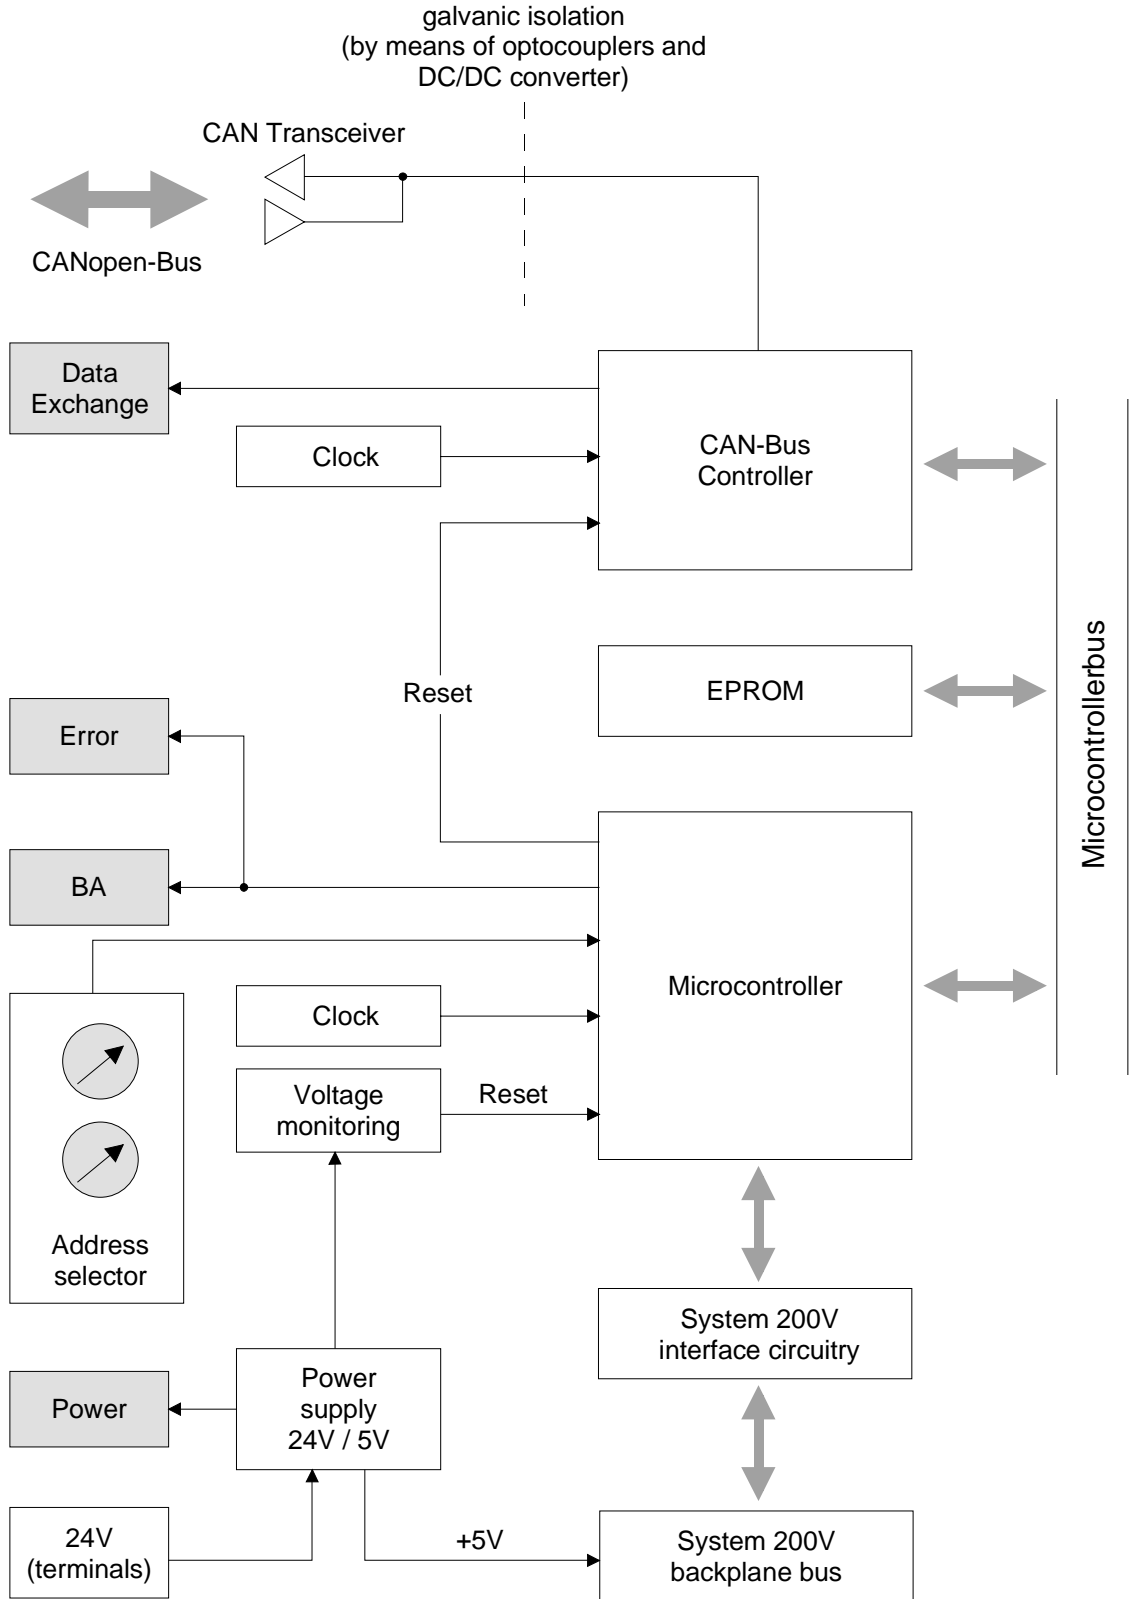 galvanic isolation
(by means of optocouplers and
DC/DC converter)
CAN Transceiver
CANopen-Bus
Data
Exchange
Clock
CAN-Bus
Controller
Reset
EPROM
Error
Microcontrollerbus
BA
Microcontroller
Clock
Voltage
monitoring
Reset
Address
selector
System 200V
interface circuitry
Power
Power
supply
24V / 5V
24V
(terminals)
+5V
System 200V
backplane bus